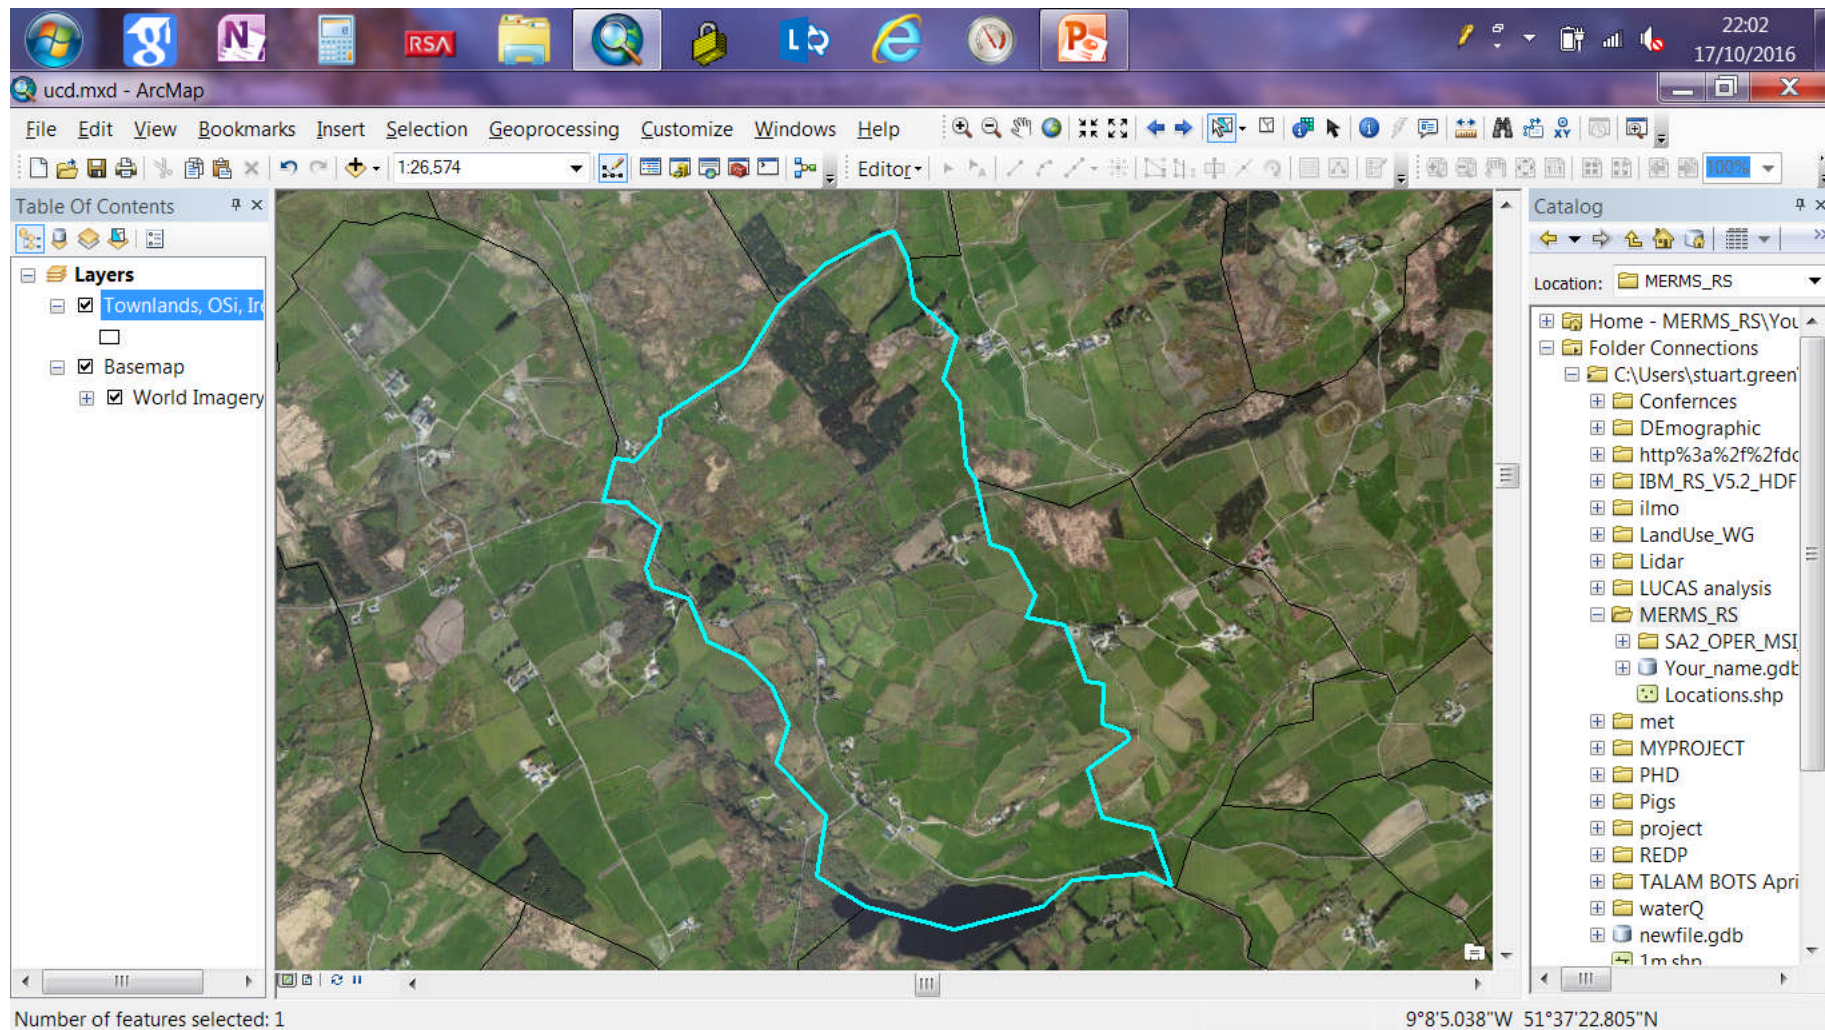 RSA
22:02
17/10/2016
ucd.mxd - ArcMap
File Edit View Bookmarks Insert Selection Geoprocessing Customize Windows Help
1:26,574
Editor
100%
Table Of Contents
Layers
Townlands, OSi, Ire
Basemap
World Imagery
Catalog
Location: MERMS_RS
Home - MERMS_RS\You
Folder Connections
C:\Users\stuart.green
Confernces
DEmographic
http%3a%2f%2fdc
IBM_RS_V5.2_HDF
ilmo
LandUse_WG
Lidar
LUCAS analysis
MERMS_RS
SA2_OPER_MSI
Your_name.gdb
Locations.shp
met
MYPROJECT
PHD
Pigs
project
REDP
TALAM BOTS Apri
waterQ
newfile.gdb
1m.shp
Number of features selected: 1
9°8'5.038"W 51°37'22.805"N